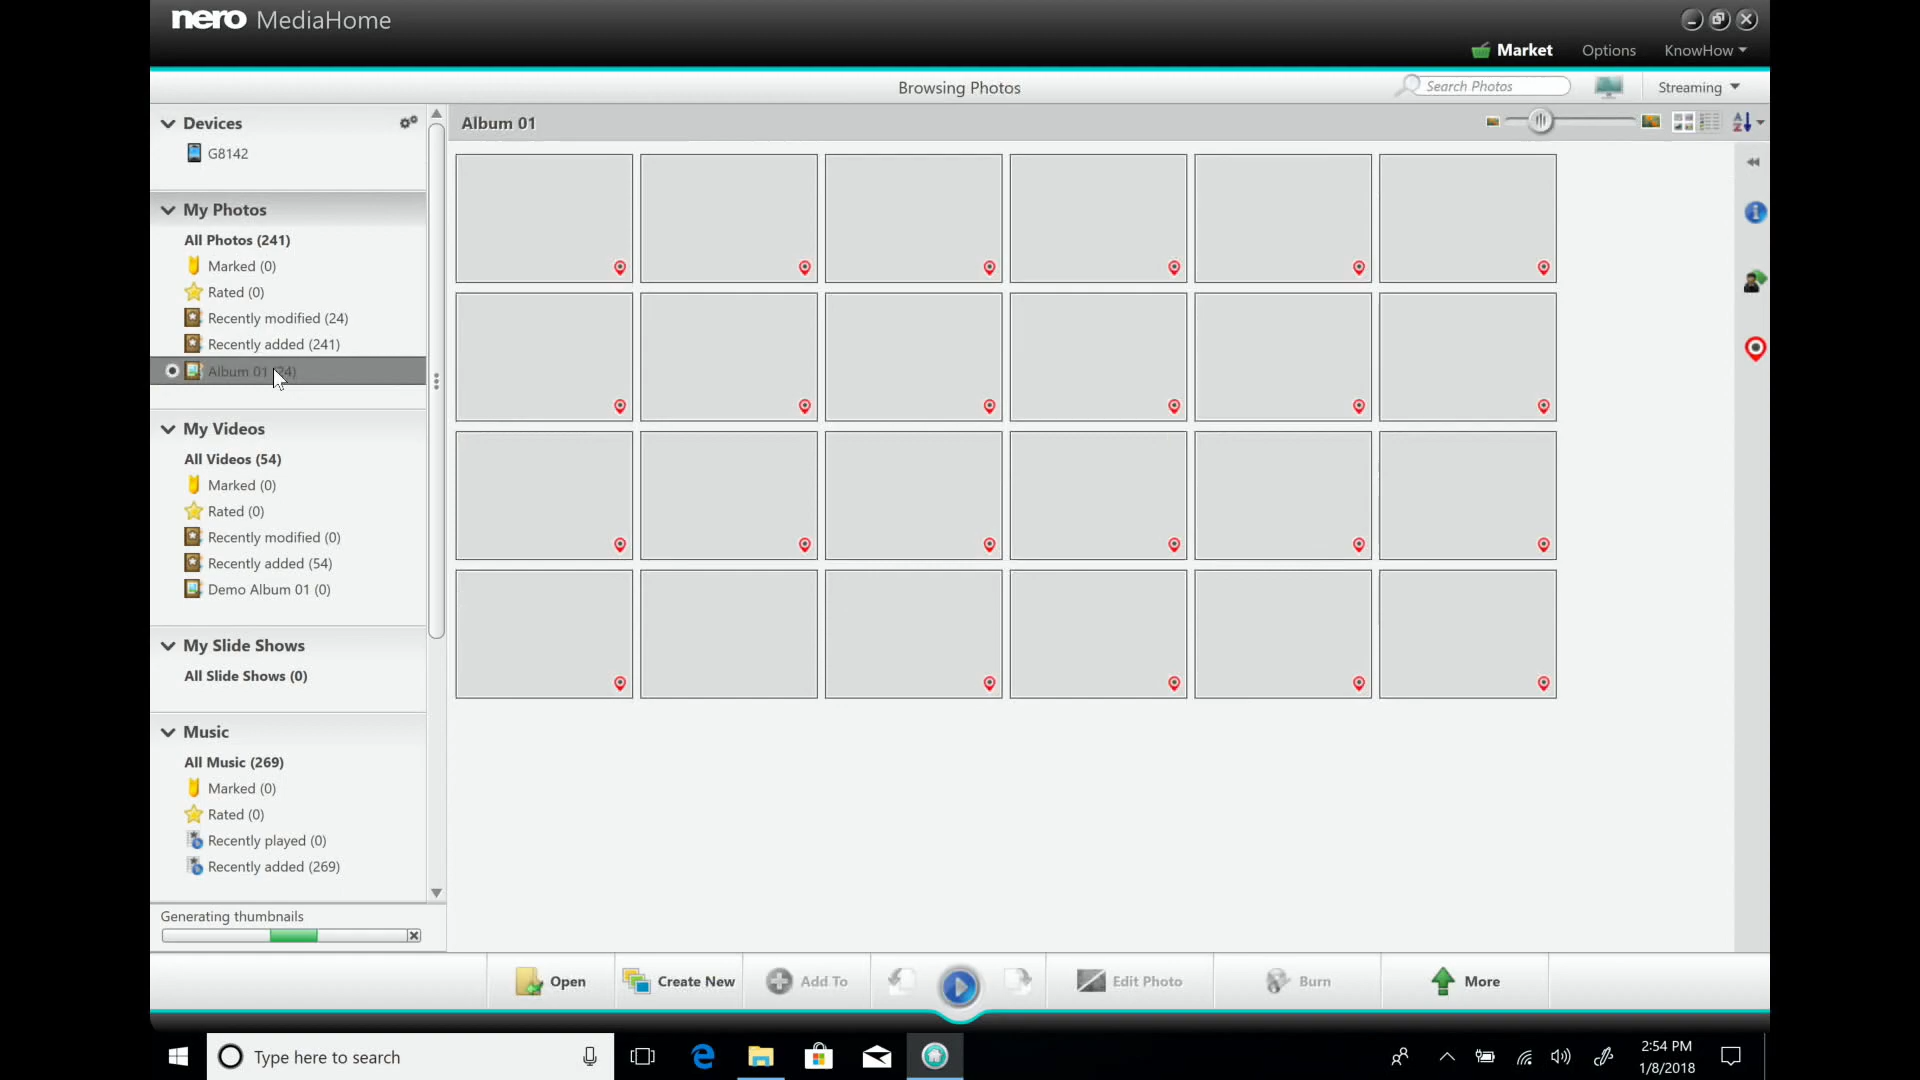 nero MediaHome
Market Options KnowHow
Browsing Photos
Search Photos
Streaming
Devices
G8142
My Photos
All Photos (241)
Marked (0)
Rated (0)
Recently modified (24)
Recently added (241)
Album 01 (24)
My Videos
All Videos (54)
Marked (0)
Rated (0)
Recently modified (0)
Recently added (54)
Demo Album 01 (0)
My Slide Shows
All Slide Shows (0)
Music
All Music (269)
Marked (0)
Rated (0)
Recently played (0)
Recently added (269)
Generating thumbnails
Album 01
Open
Create New
Add To
Edit Photo
Burn
More
Type here to search
2:54 PM
1/8/2018